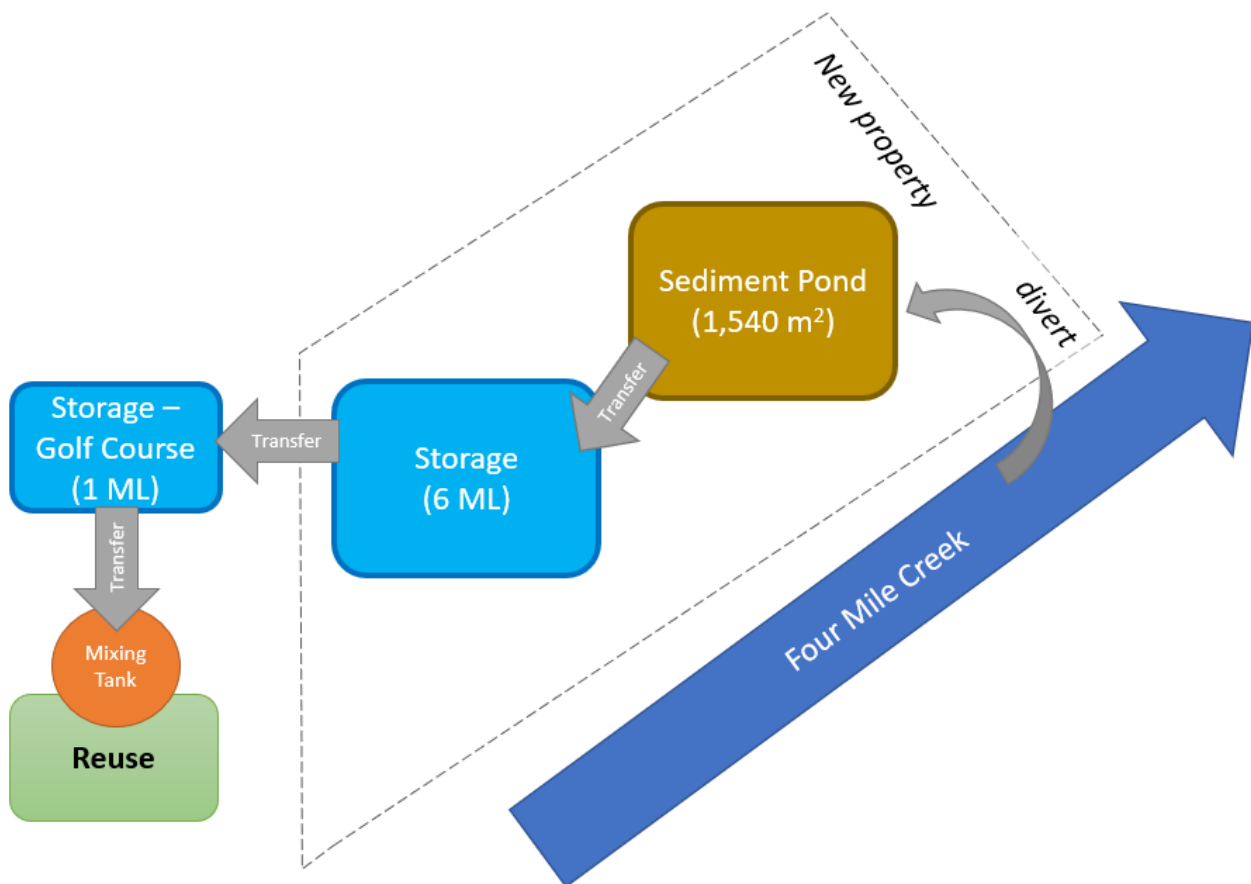 New property
divert
Sediment Pond
(1,540 m²)
Transfer
Storage
(6 ML)
Transfer
Storage –
Golf Course
(1 ML)
Transfer
Mixing
Tank
Reuse
Four Mile Creek